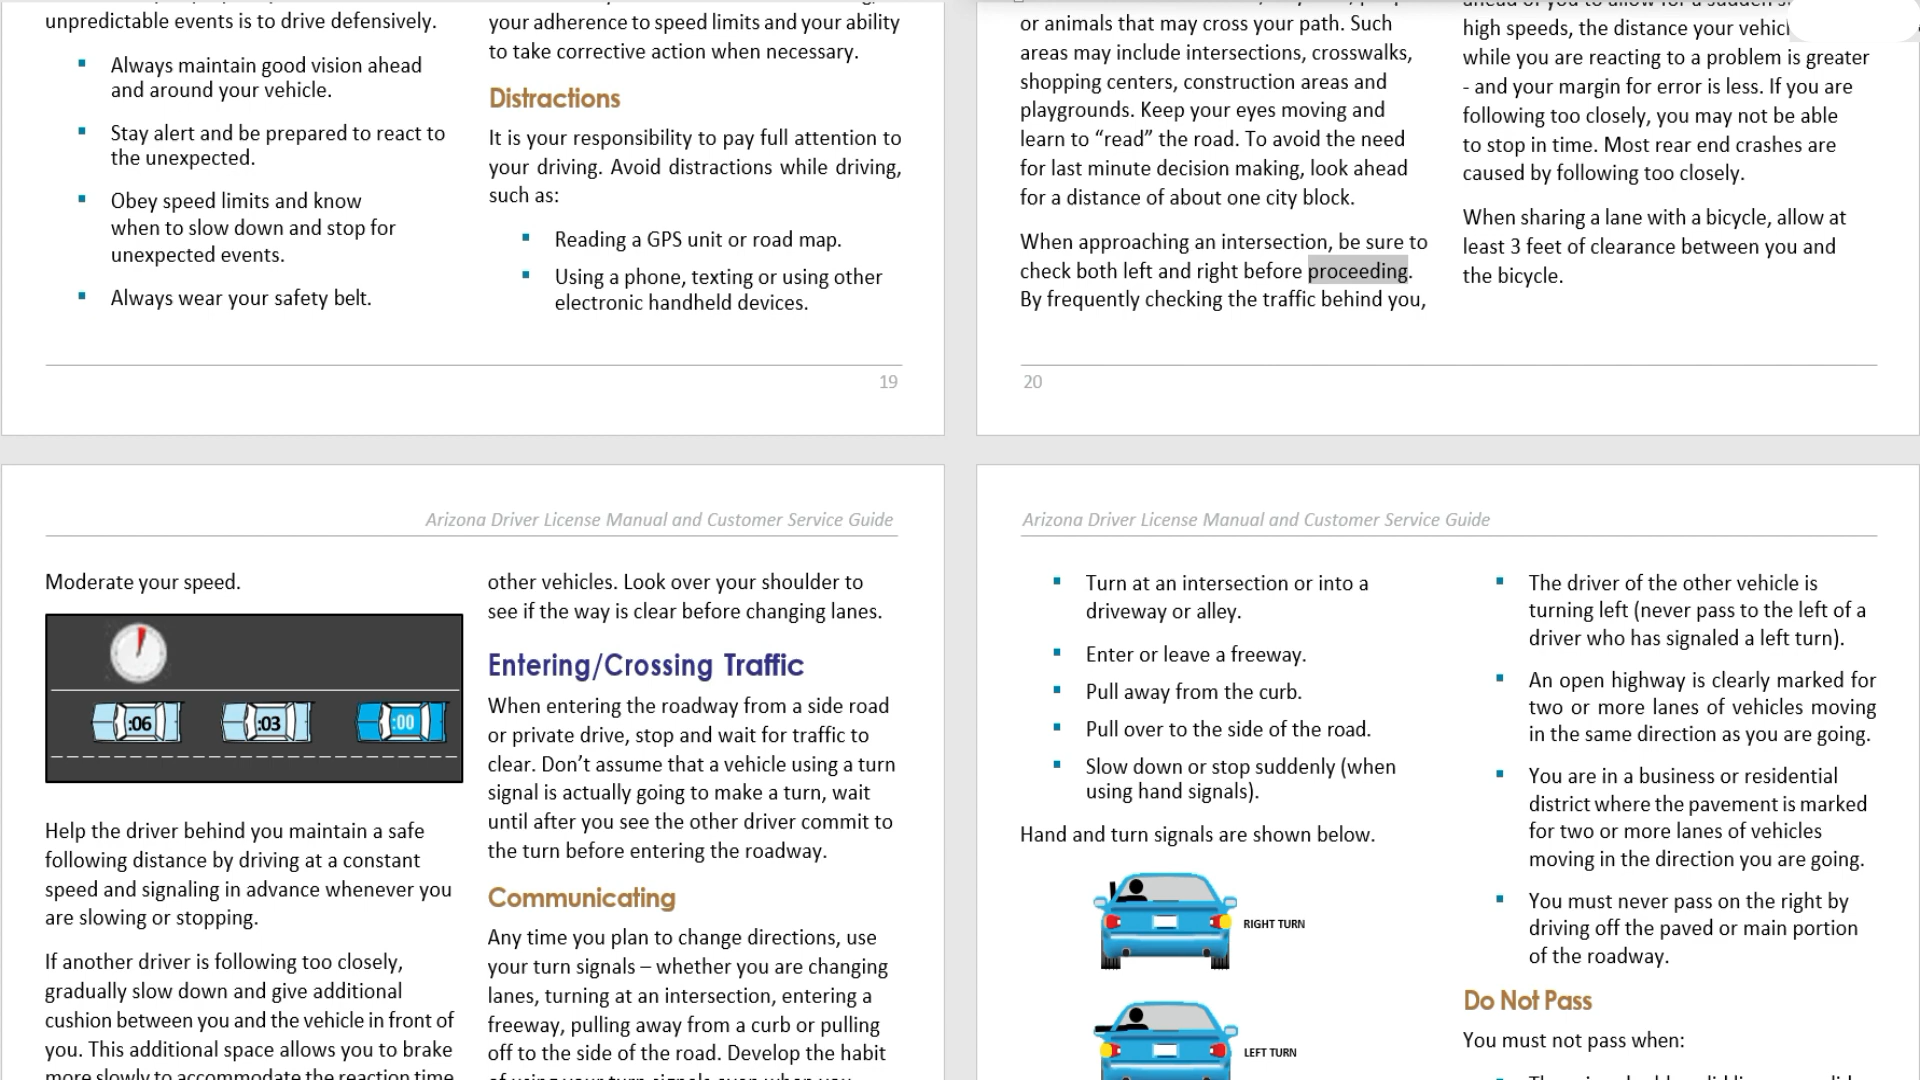 unpredictable events is to drive defensively.
Always maintain good vision ahead
and around your vehicle.
Stay alert and be prepared to react to
the unexpected.
Obey speed limits and know
when to slow down and stop for
unexpected events.
Always wear your safety belt.
your adherence to speed limits and your ability
to take corrective action when necessary.
Distractions
It is your responsibility to pay full attention to
your driving. Avoid distractions while driving,
such as:
Reading a GPS unit or road map.
Using a phone, texting or using other
electronic handheld devices.
19
or animals that may cross your path. Such
areas may include intersections, crosswalks,
shopping centers, construction areas and
playgrounds. Keep your eyes moving and
learn to “read” the road. To avoid the need
for last minute decision making, look ahead
for a distance of about one city block.
When approaching an intersection, be sure to
check both left and right before proceeding.
By frequently checking the traffic behind you,
high speeds, the distance your
while you are reacting to a problem is greater
- and your margin for error is less. If you are
following too closely, you may not be able
to stop in time. Most rear end crashes are
caused by following too closely.
When sharing a lane with a bicycle, allow at
least 3 feet of clearance between you and
the bicycle.
20
Arizona Driver License Manual and Customer Service Guide
Moderate your speed.
:06 :03 :00
Help the driver behind you maintain a safe
following distance by driving at a constant
speed and signaling in advance whenever you
are slowing or stopping.
If another driver is following too closely,
gradually slow down and give additional
cushion between you and the vehicle in front of
you. This additional space allows you to brake
more slowly to accommodate the reaction time
other vehicles. Look over your shoulder to
see if the way is clear before changing lanes.
Entering/Crossing Traffic
When entering the roadway from a side road
or private drive, stop and wait for traffic to
clear. Don’t assume that a vehicle using a turn
signal is actually going to make a turn, wait
until after you see the other driver commit to
the turn before entering the roadway.
Communicating
Any time you plan to change directions, use
your turn signals – whether you are changing
lanes, turning at an intersection, entering a
freeway, pulling away from a curb or pulling
off to the side of the road. Develop the habit
of using your turn signals even when you
Arizona Driver License Manual and Customer Service Guide
Turn at an intersection or into a
driveway or alley.
Enter or leave a freeway.
Pull away from the curb.
Pull over to the side of the road.
Slow down or stop suddenly (when
using hand signals).
Hand and turn signals are shown below.
RIGHT TURN
LEFT TURN
The driver of the other vehicle is
turning left (never pass to the left of a
driver who has signaled a left turn).
An open highway is clearly marked for
two or more lanes of vehicles moving
in the same direction as you are going.
You are in a business or residential
district where the pavement is marked
for two or more lanes of vehicles
moving in the direction you are going.
You must never pass on the right by
driving off the paved or main portion
of the roadway.
Do Not Pass
You must not pass when: